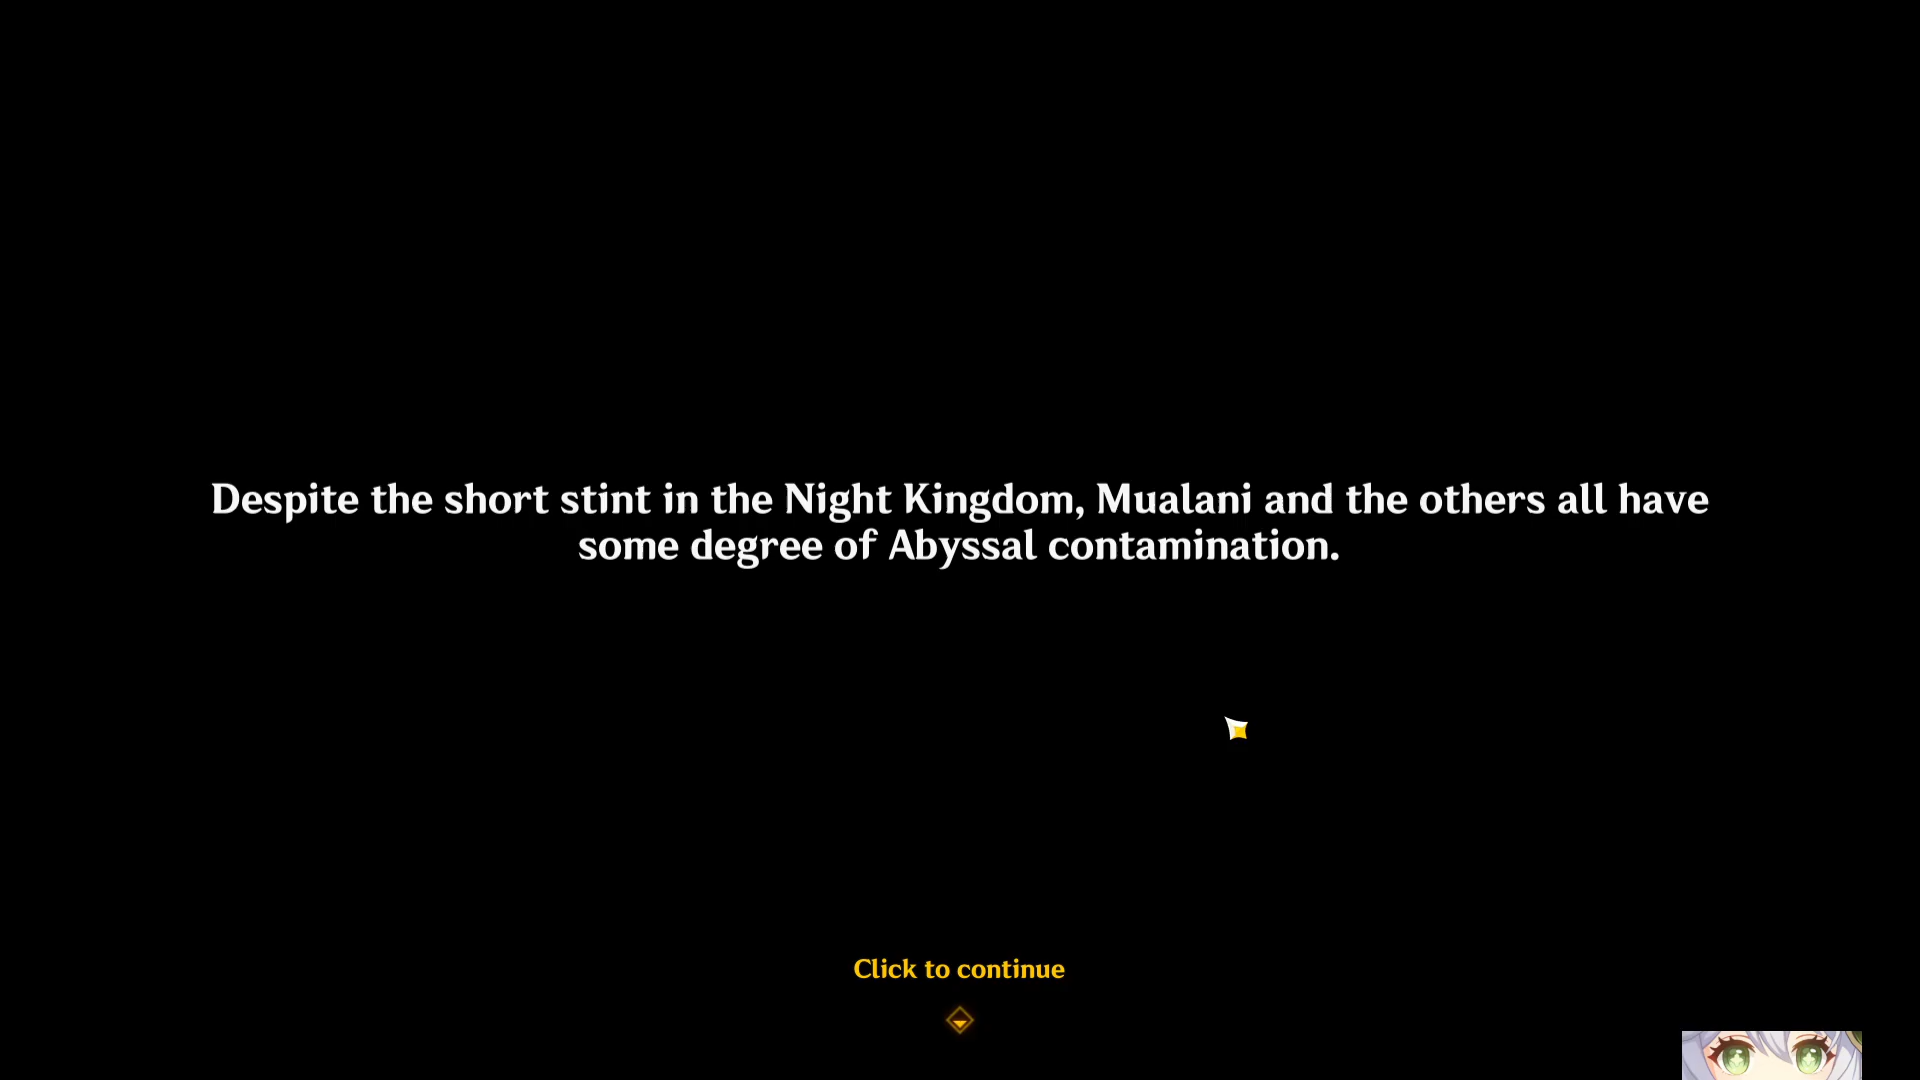 Despite the short stint in the Night Kingdom, Mualani and the others all have
some degree of Abyssal contamination.
Click to continue